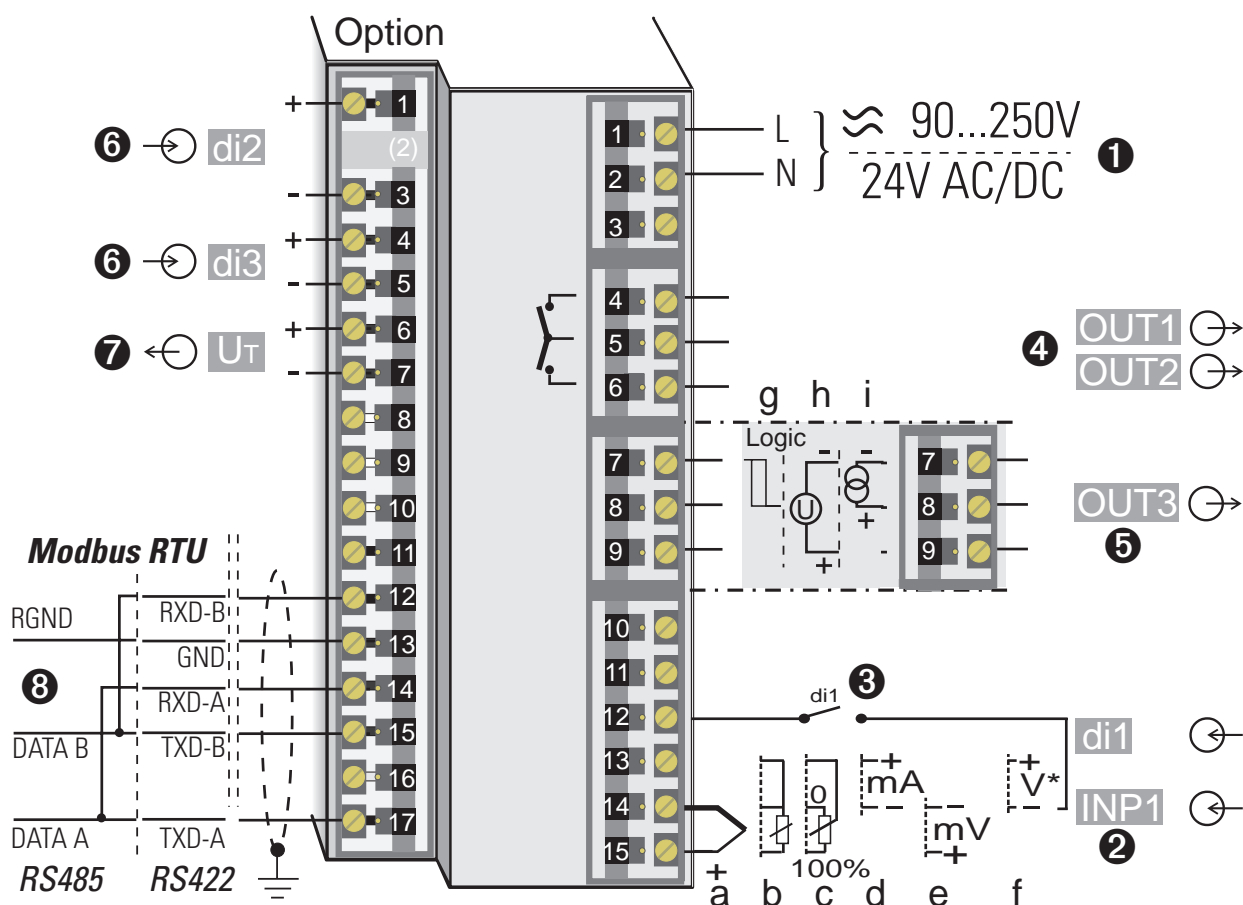 Option
+ 1
❻ di2 (2)
- 3
+ 4
❻ di3
- 5
+ 6
❼ UT
- 7
8
9
10
11
12
13
14
15
16
17
Modbus RTU
RGND
RXD-B
GND
❽
RXD-A
DATA B
TXD-B
DATA A
TXD-A
RS485
RS422
1 L
2 N
3
≈ 90...250V
24V AC/DC
❶
4
5
6
❹
OUT1
OUT2
g h i
Logic
7
8
9
- -
U
+ +
-
7
8
9
OUT3
❺
10
11
12
13
14
15
di1
❸
di1
INP1
❷
0
100%
+
mA
-
-
mV
+
+
V*
-
+
a b c d e f